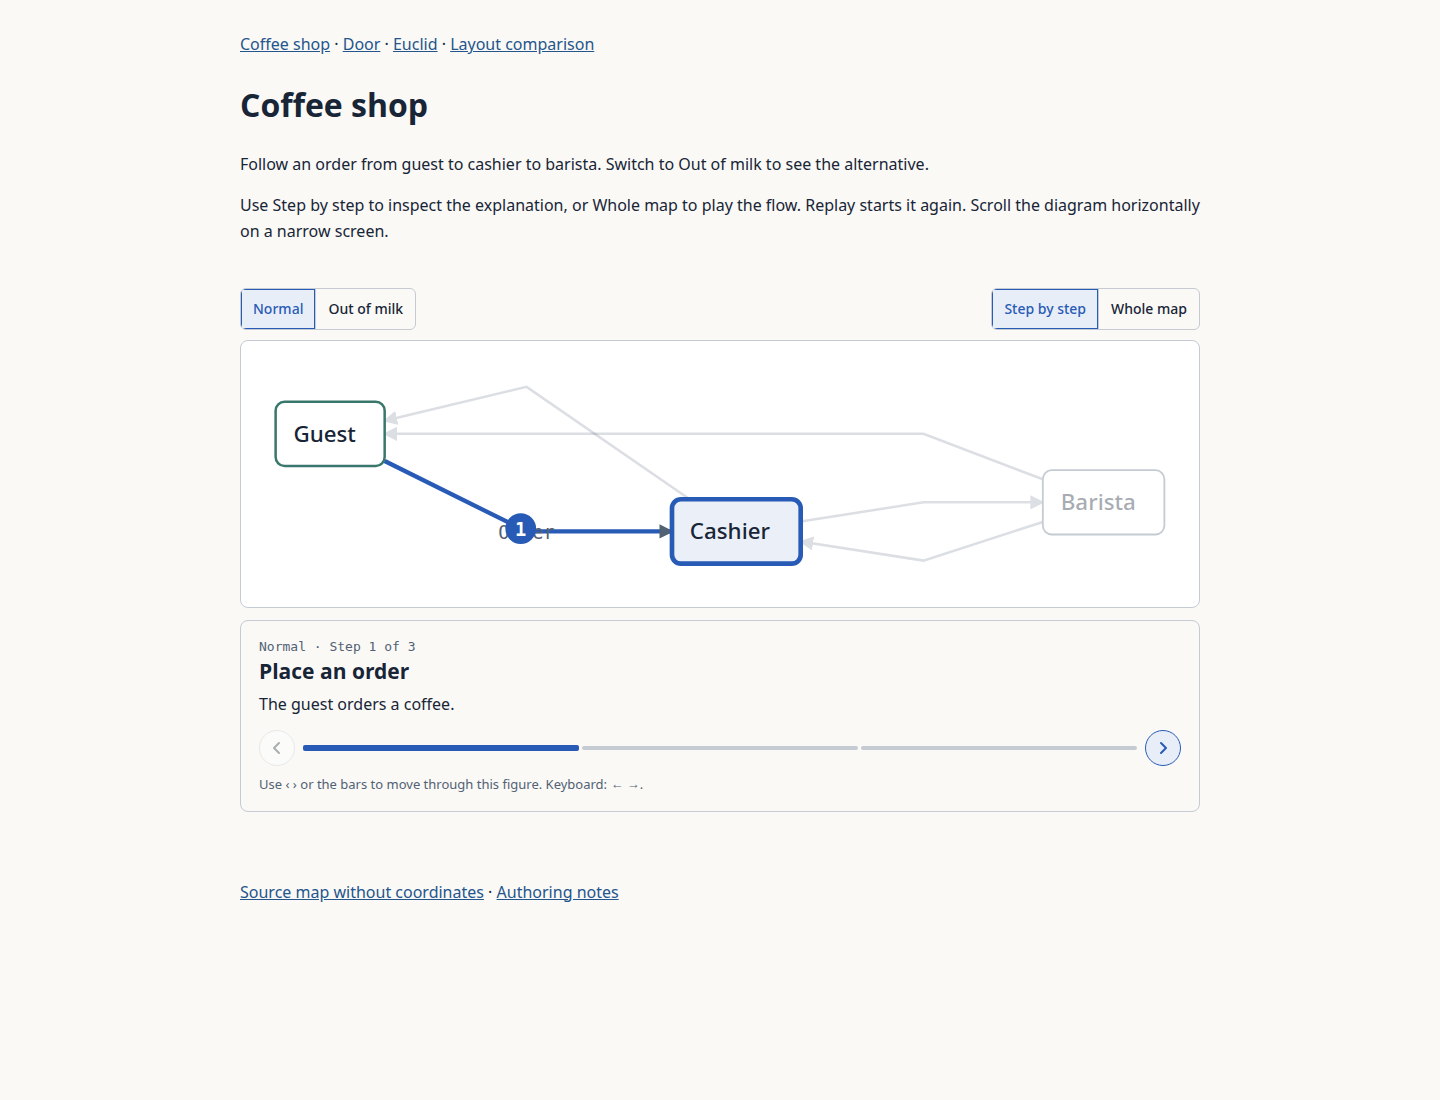 Coffee shop · Door · Euclid · Layout comparison
Coffee shop
Follow an order from guest to cashier to barista. Switch to Out of milk to see the alternative.
Use Step by step to inspect the explanation, or Whole map to play the flow. Replay starts it again. Scroll the diagram horizontally
on a narrow screen.
Normal
Out of milk
Step by step
Whole map
Guest
1
Cashier
Barista
Normal · Step 1 of 3
Place an order
The guest orders a coffee.
Use ‹ › or the bars to move through this figure. Keyboard: ← →.
Source map without coordinates · Authoring notes